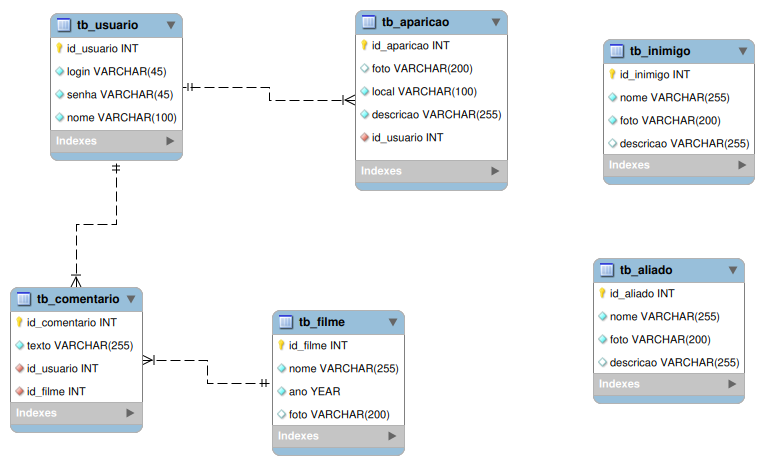 tb_usuario
id_usuario INT
login VARCHAR(45)
senha VARCHAR(45)
nome VARCHAR(100)
Indexes
tb_aparicao
id_aparicao INT
foto VARCHAR(200)
local VARCHAR(100)
descricao VARCHAR(255)
id_usuario INT
Indexes
tb_inimigo
id_inimigo INT
nome VARCHAR(255)
foto VARCHAR(200)
descricao VARCHAR(255)
Indexes
tb_comentario
id_comentario INT
texto VARCHAR(255)
id_usuario INT
id_filme INT
Indexes
tb_filme
id_filme INT
nome VARCHAR(255)
ano YEAR
foto VARCHAR(200)
Indexes
tb_aliado
id_aliado INT
nome VARCHAR(255)
foto VARCHAR(200)
descricao VARCHAR(255)
Indexes